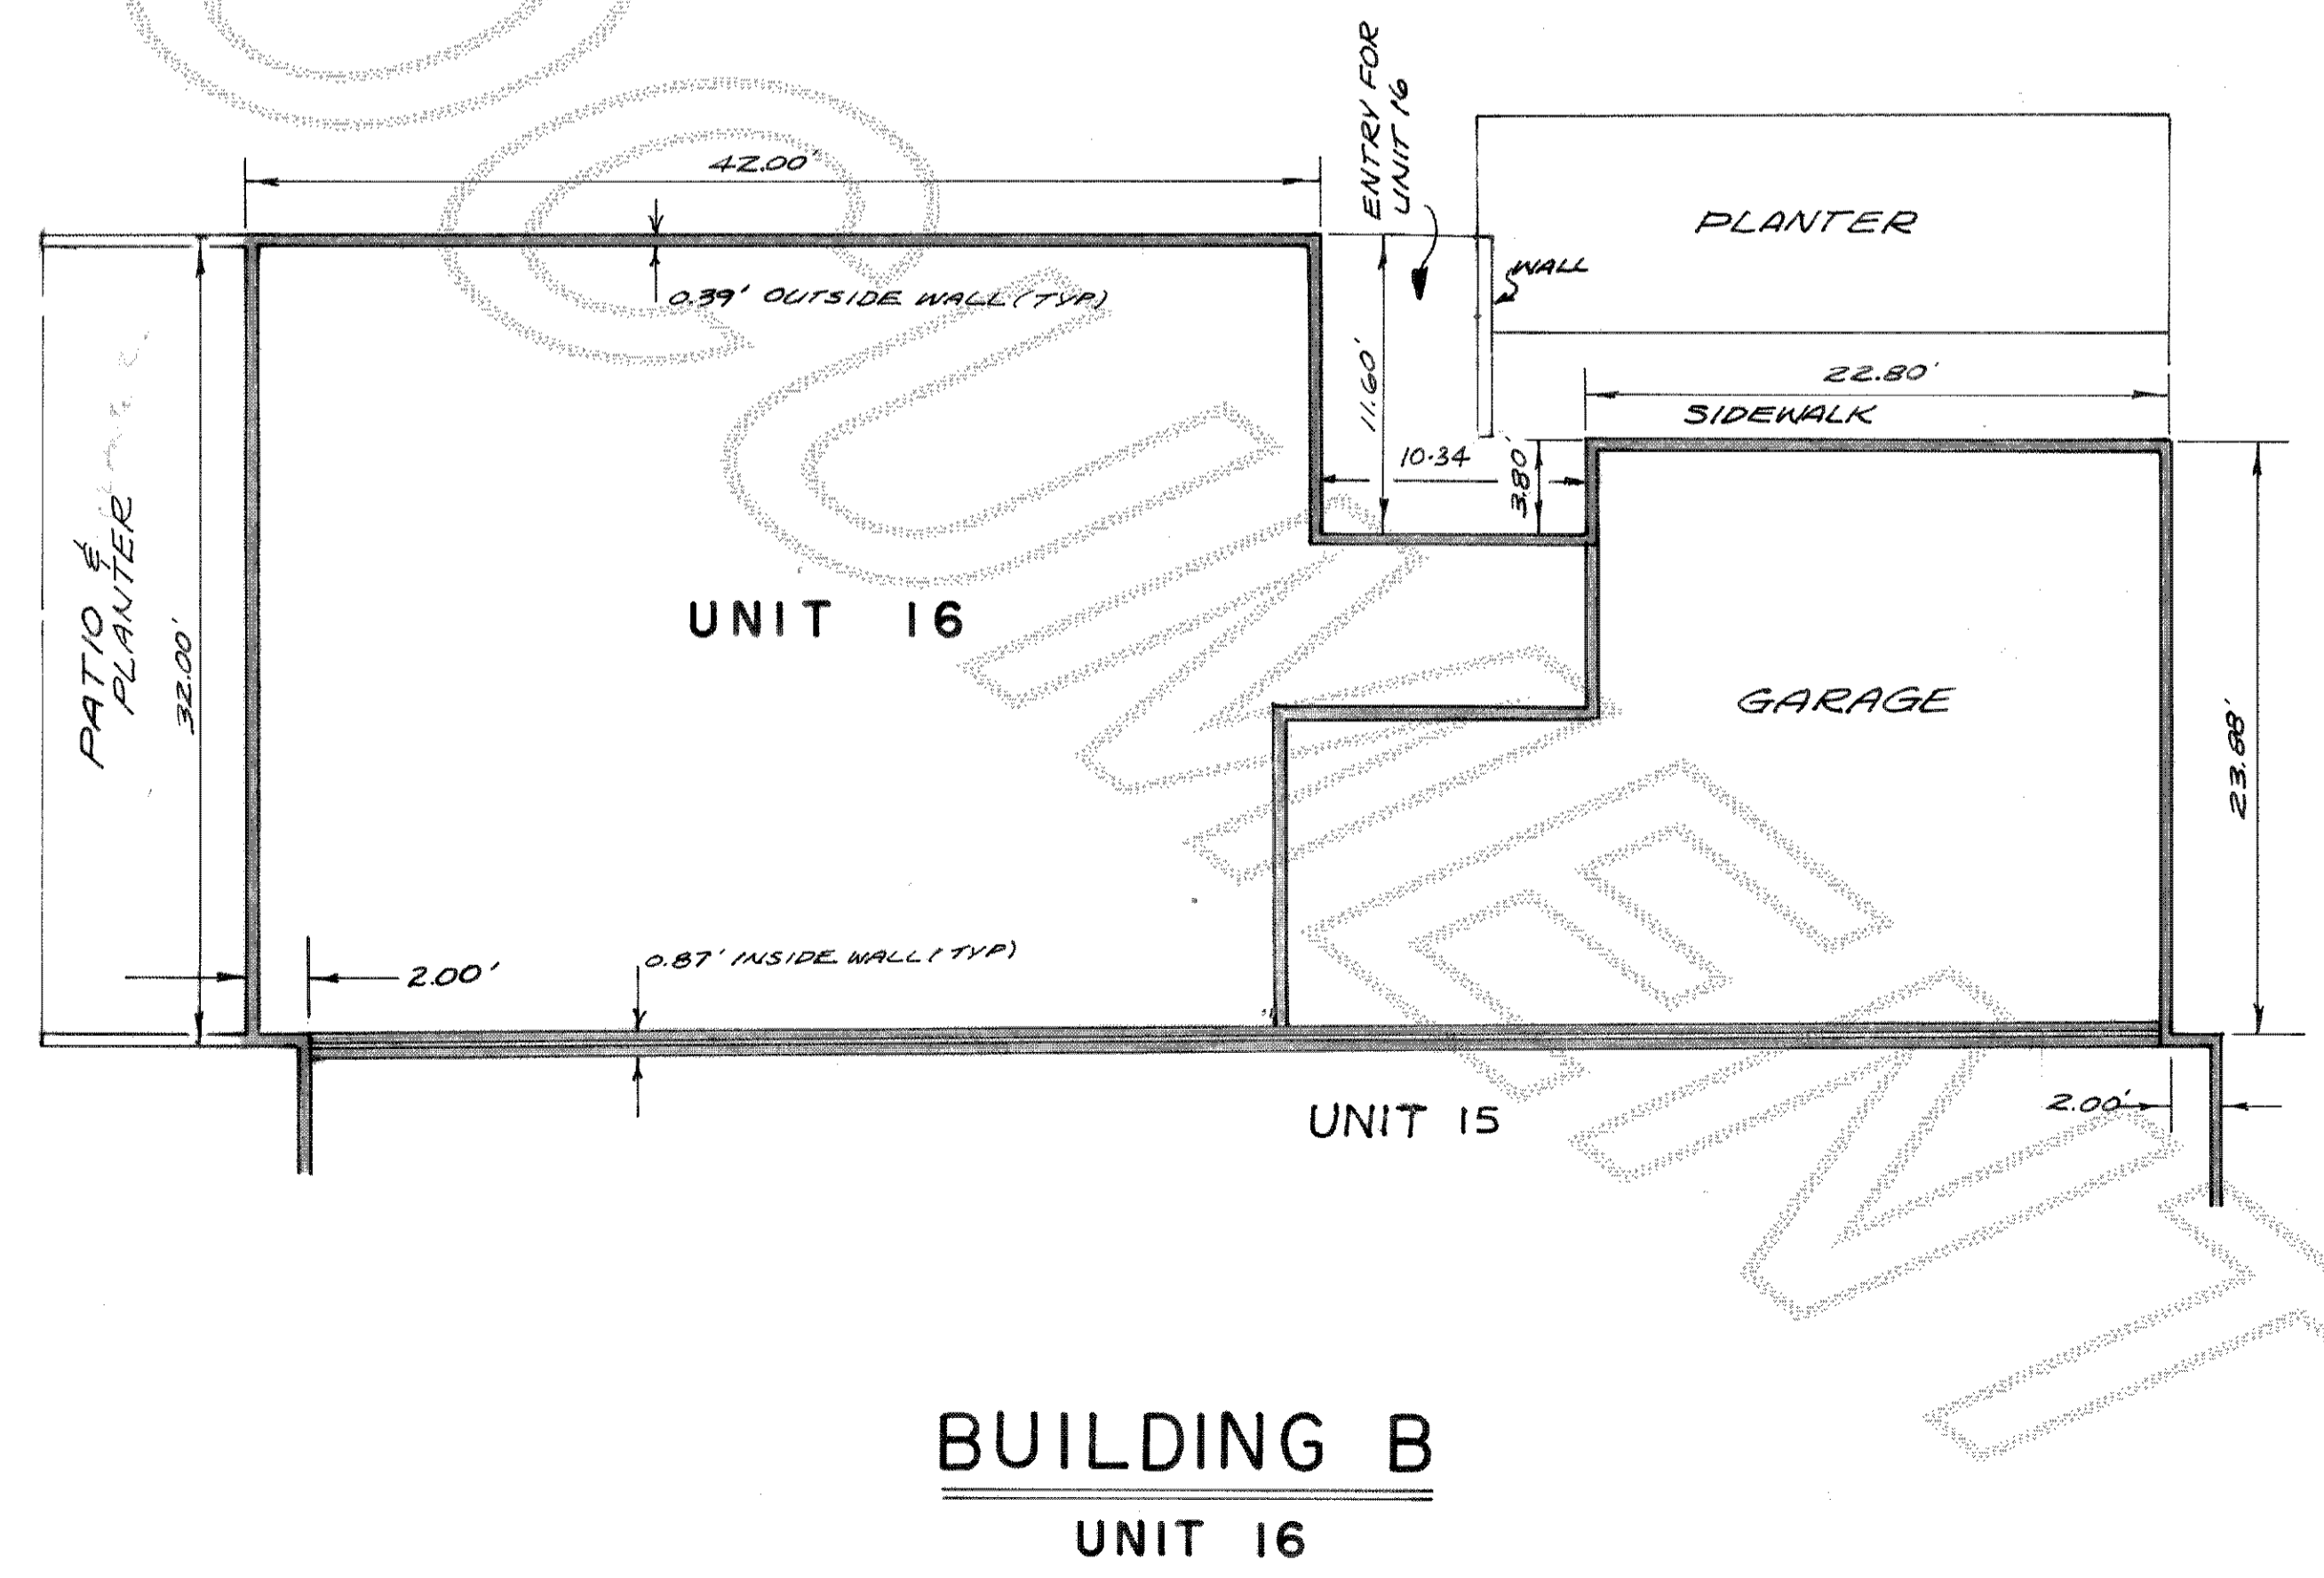 ENTRY FOR
UNIT 16
42.00'
PLANTER
WALL
0.39' OUTSIDE WALL (TYP)
11.60'
22.80'
SIDEWALK
10.34
3.80
PATIO &
PLANTER
32.00'
UNIT 16
GARAGE
23.88'
0.87' INSIDE WALL (TYP)
2.00'
UNIT 15
2.00'
BUILDING B
UNIT 16